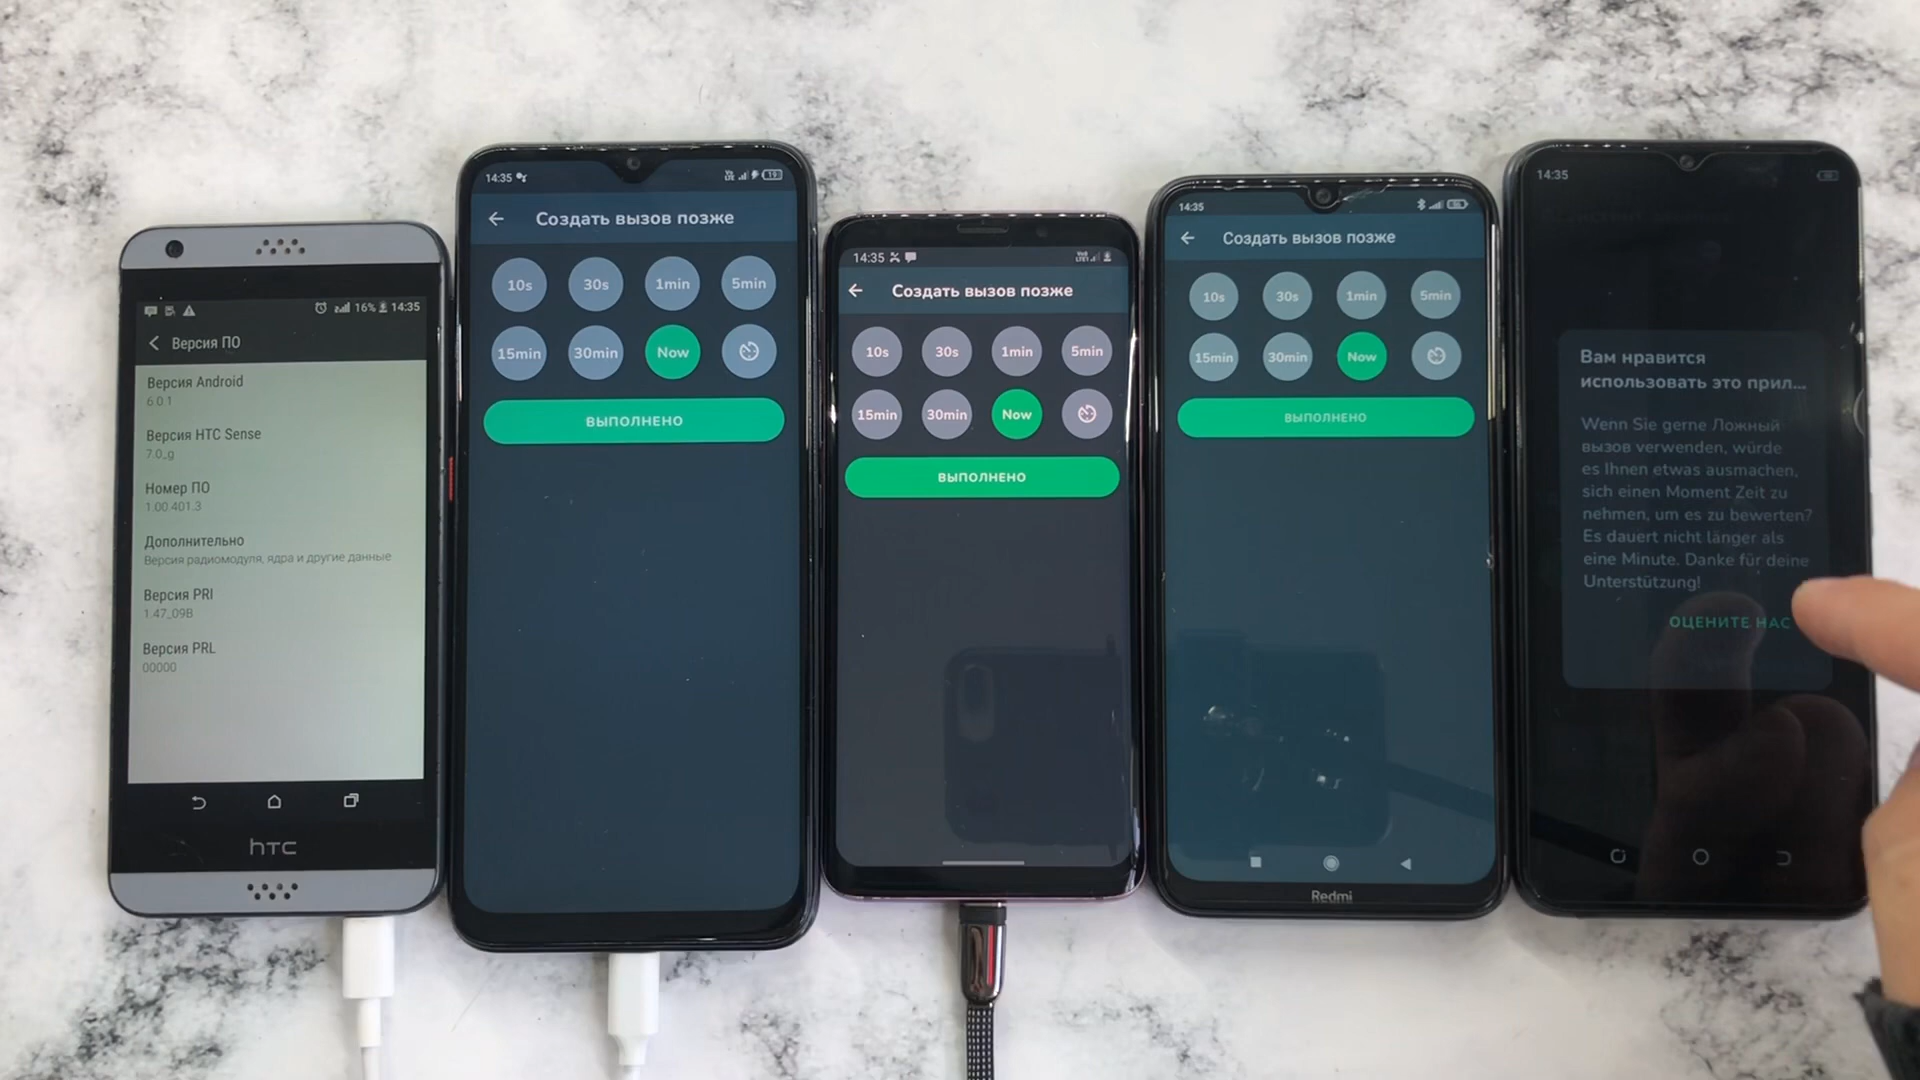 16% 14:35
Версия ПО
Версия Android
6.0.1
Версия HTC Sense
7.0_g
Номер ПО
1.00.401.3
Дополнительно
Версия радиомодуля, ядра и другие данные
Версия PRI
1.47_09B
Версия PRL
00000
hTC
14:35
19
Создать вызов позже
10s 30s 1min 5min
15min 30min Now
ВЫПОЛНЕНО
14:35
Создать вызов позже
10s 30s 1min 5min
15min 30min Now
ВЫПОЛНЕНО
14:35
Создать вызов позже
10s 30s 1min 5min
15min 30min Now
ВЫПОЛНЕНО
Redmi
14:35
Вам нравится
использовать это прил...
Wenn Sie gerne Ложный
вызов verwenden, würde
es Ihnen etwas ausmachen,
sich einen Moment Zeit zu
nehmen, um es zu bewerten?
Es dauert nicht länger als
eine Minute. Danke für deine
Unterstützung!
ОЦЕНИТЕ НАС